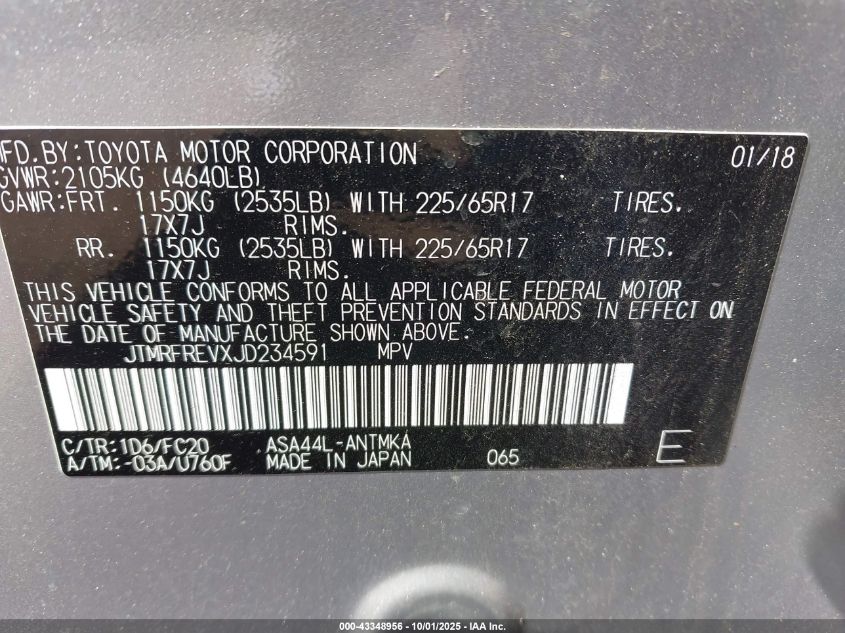 MFD.BY:TOYOTA MOTOR CORPORATION 01/18
GVWR:2105KG (4640LB)
GAWR:FRT. 1150KG (2535LB) WITH 225/65R17 TIRES.
17X7J RIMS.
RR. 1150KG (2535LB) WITH 225/65R17 TIRES.
17X7J RIMS.
THIS VEHICLE CONFORMS TO ALL APPLICABLE FEDERAL MOTOR
VEHICLE SAFETY AND THEFT PREVENTION STANDARDS IN EFFECT ON
THE DATE OF MANUFACTURE SHOWN ABOVE.
JTMRFREVXJD234591 MPV
C/TR:1D6/FC20 ASA44L-ANTMKA
A/TM:-03A/U760F MADE IN JAPAN 065 E
000-43348956 - 10/01/2025 - IAA Inc.